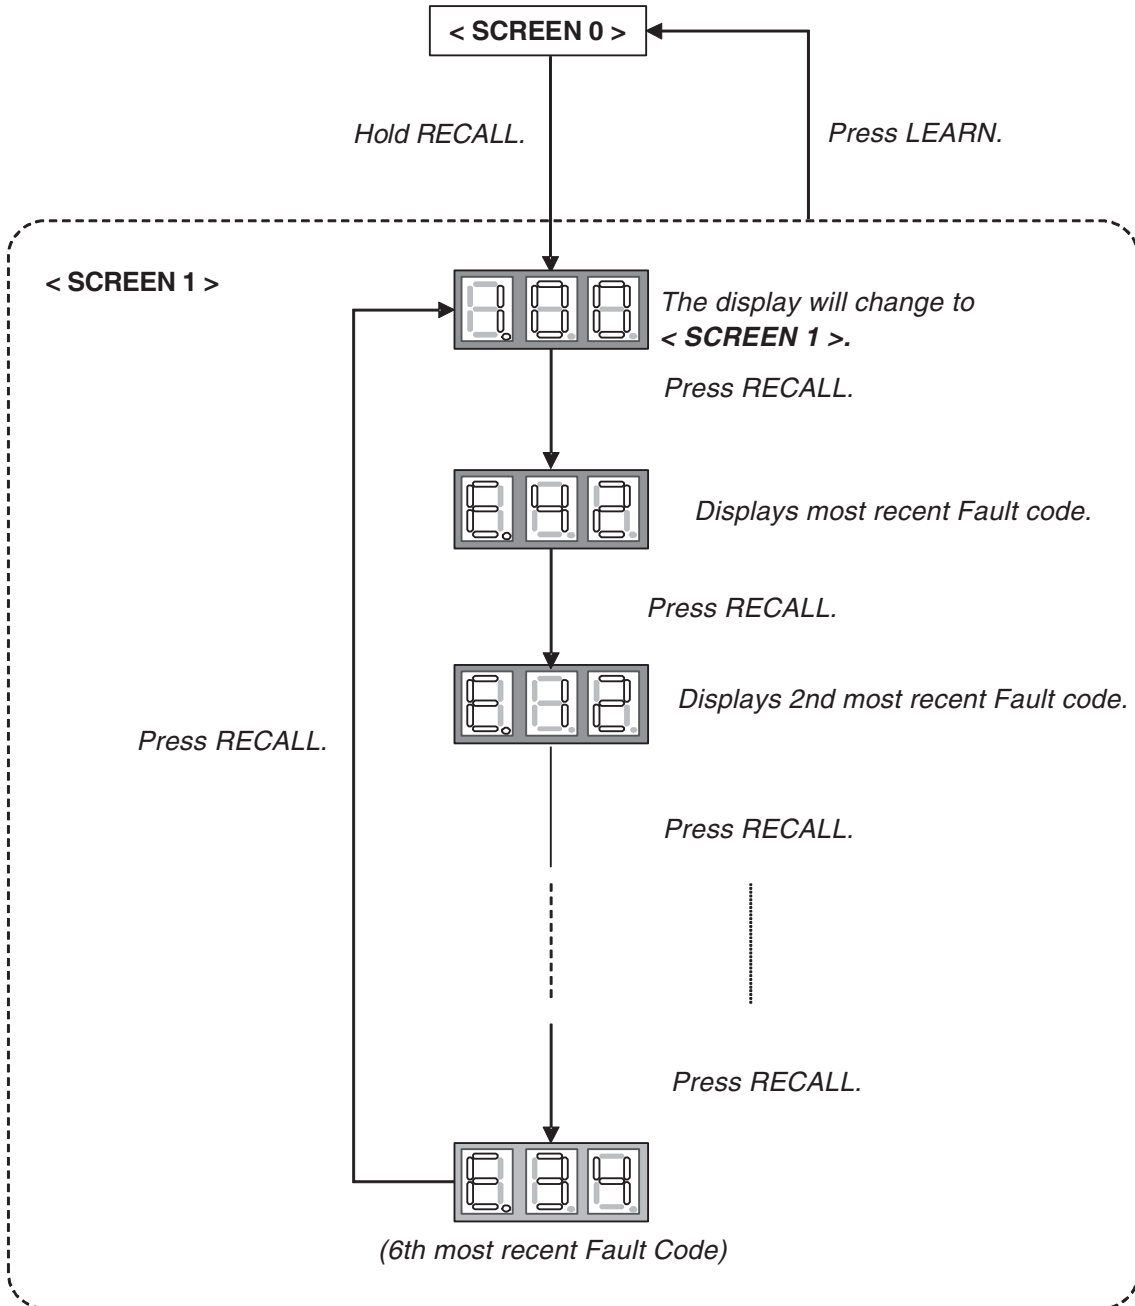 < SCREEN 0 >
Hold RECALL.
Press LEARN.
< SCREEN 1 >
1.00
The display will change to
< SCREEN 1 >.
Press RECALL.
E.42
Displays most recent Fault code.
Press RECALL.
E.12
Displays 2nd most recent Fault code.
Press RECALL.
Press RECALL.
Press RECALL.
E.34
(6th most recent Fault Code)